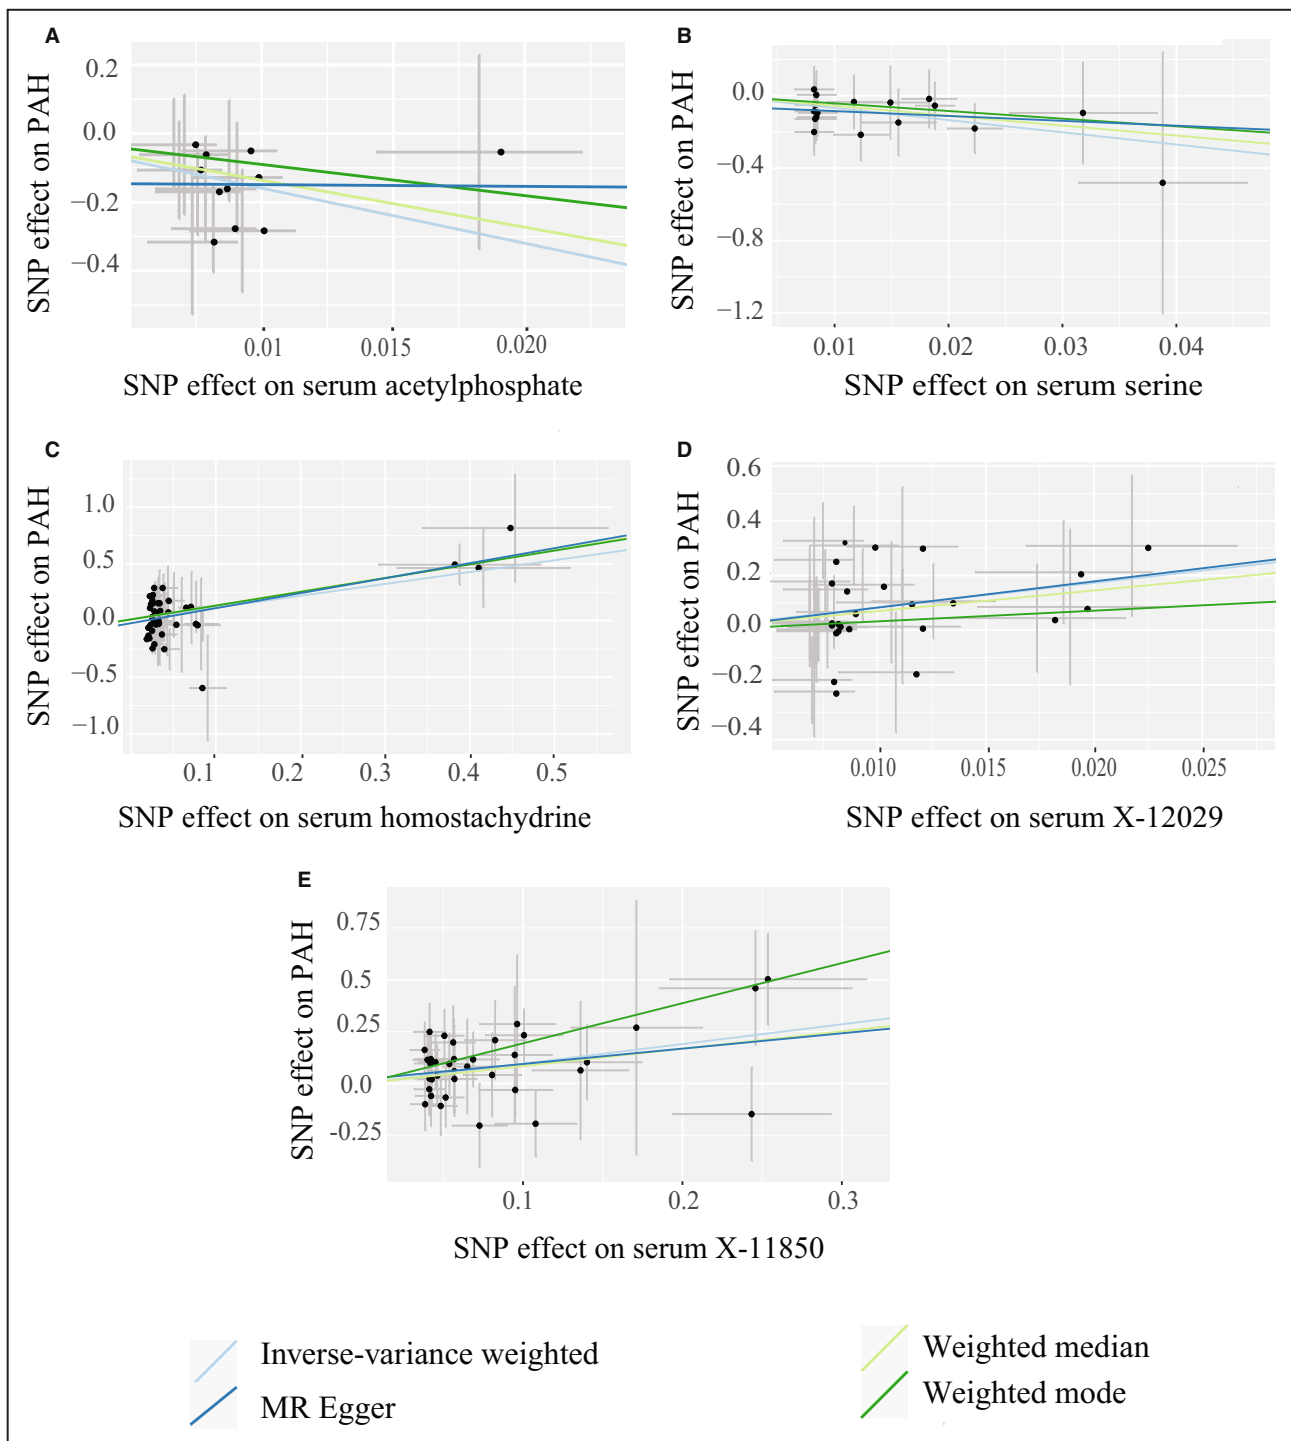 A
SNP effect on PAH
0.2
0.0
−0.2
−0.4
0.01 0.015 0.020
SNP effect on serum acetylphosphate
B
SNP effect on PAH
0.0
−0.4
−0.8
−1.2
0.01 0.02 0.03 0.04
SNP effect on serum serine
C
SNP effect on PAH
1.0
0.5
0.0
−0.5
−1.0
0.1 0.2 0.3 0.4 0.5
SNP effect on serum homostachydrine
D
SNP effect on PAH
0.6
0.4
0.2
0.0
−0.2
−0.4
0.010 0.015 0.020 0.025
SNP effect on serum X-12029
E
SNP effect on PAH
0.75
0.5
0.25
0.0
-0.25
0.1 0.2 0.3
SNP effect on serum X-11850
Inverse-variance weighted
MR Egger
Weighted median
Weighted mode